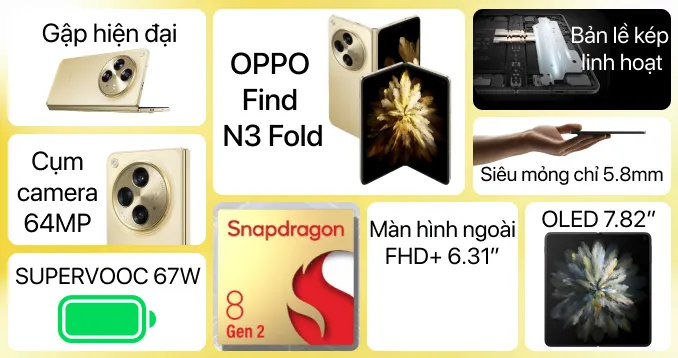 Gập hiện đại
OPPO
Find
N3 Fold
Bản lề kép
linh hoạt
Cụm
camera
64MP
Siêu mỏng chỉ 5.8mm
SUPERVOOC 67W
Snapdragon
8
Gen 2
Màn hình ngoài
FHD+ 6.31”
OLED 7.82”